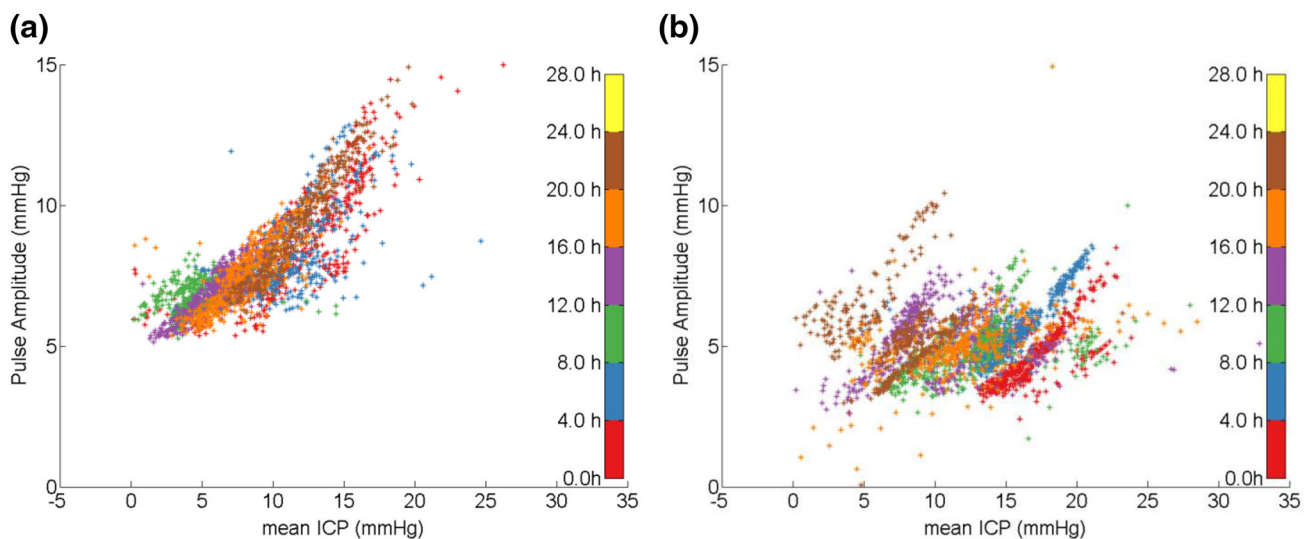 (a)
15
10
5
0
-5
0
5
10
15
20
25
30
35
Pulse Amplitude (mmHg)
mean ICP (mmHg)
28.0 h
24.0 h
20.0 h
16.0 h
12.0 h
8.0 h
4.0 h
0.0h
(b)
15
10
5
0
-5
0
5
10
15
20
25
30
35
Pulse Amplitude (mmHg)
mean ICP (mmHg)
28.0 h
24.0 h
20.0 h
16.0 h
12.0 h
8.0 h
4.0 h
0.0h